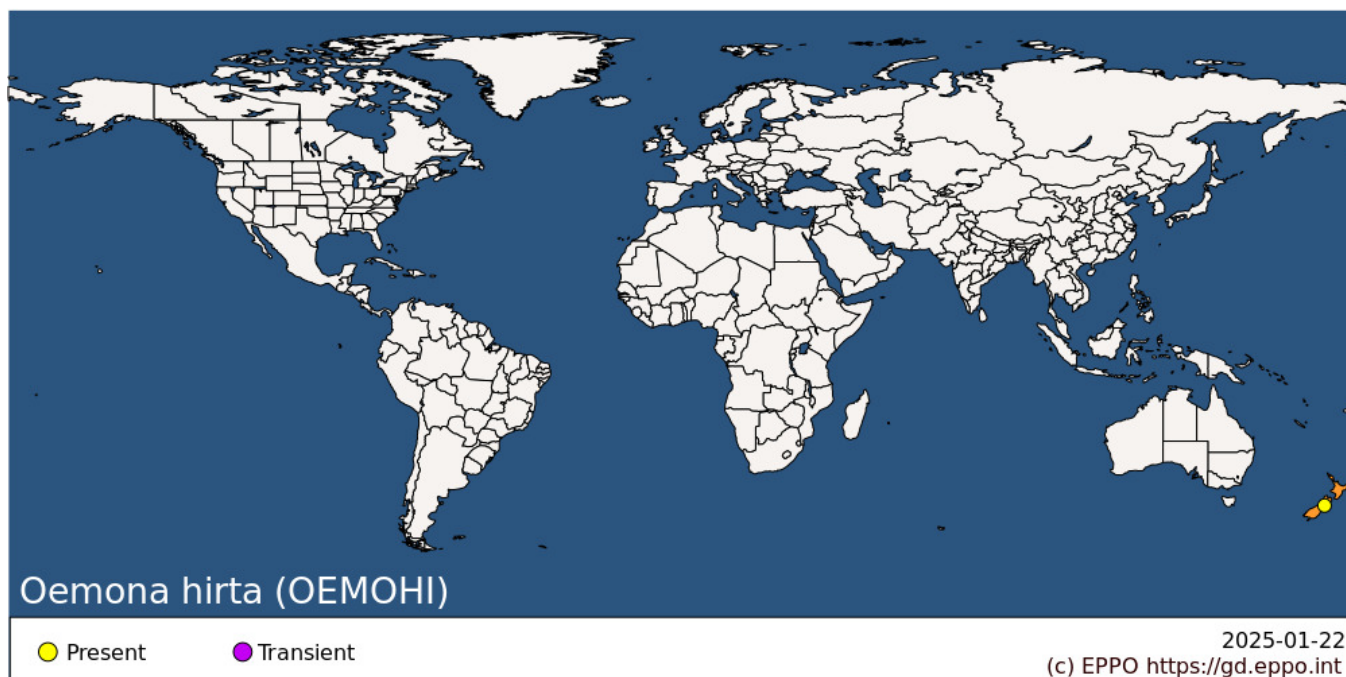 Oemona hirta (OEMOHI)
Present
Transient
2025-01-22
(c) EPPO https://gd.eppo.int